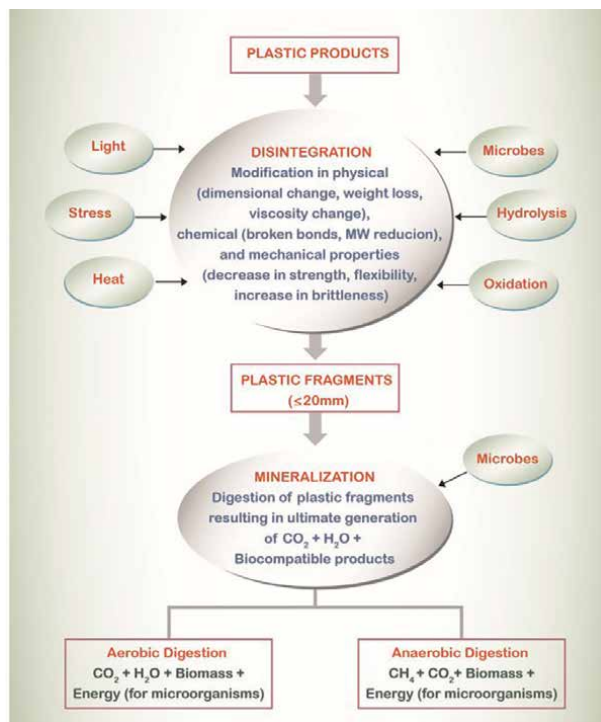 PLASTIC PRODUCTS
Light
Stress
Heat
DISINTEGRATION
Modification in physical
(dimensional change, weight loss,
viscosity change),
chemical (broken bonds, MW reducion),
and mechanical properties
(decrease in strength, flexibility,
increase in brittleness)
Microbes
Hydrolysis
Oxidation
PLASTIC FRAGMENTS
(≤20mm)
Microbes
MINERALIZATION
Digestion of plastic fragments
resulting in ultimate generation
of CO₂ + H₂O +
Biocompatible products
Aerobic Digestion
CO₂ + H₂O + Biomass +
Energy (for microorganisms)
Anaerobic Digestion
CH₄ + CO₂+ Biomass +
Energy (for microorganisms)